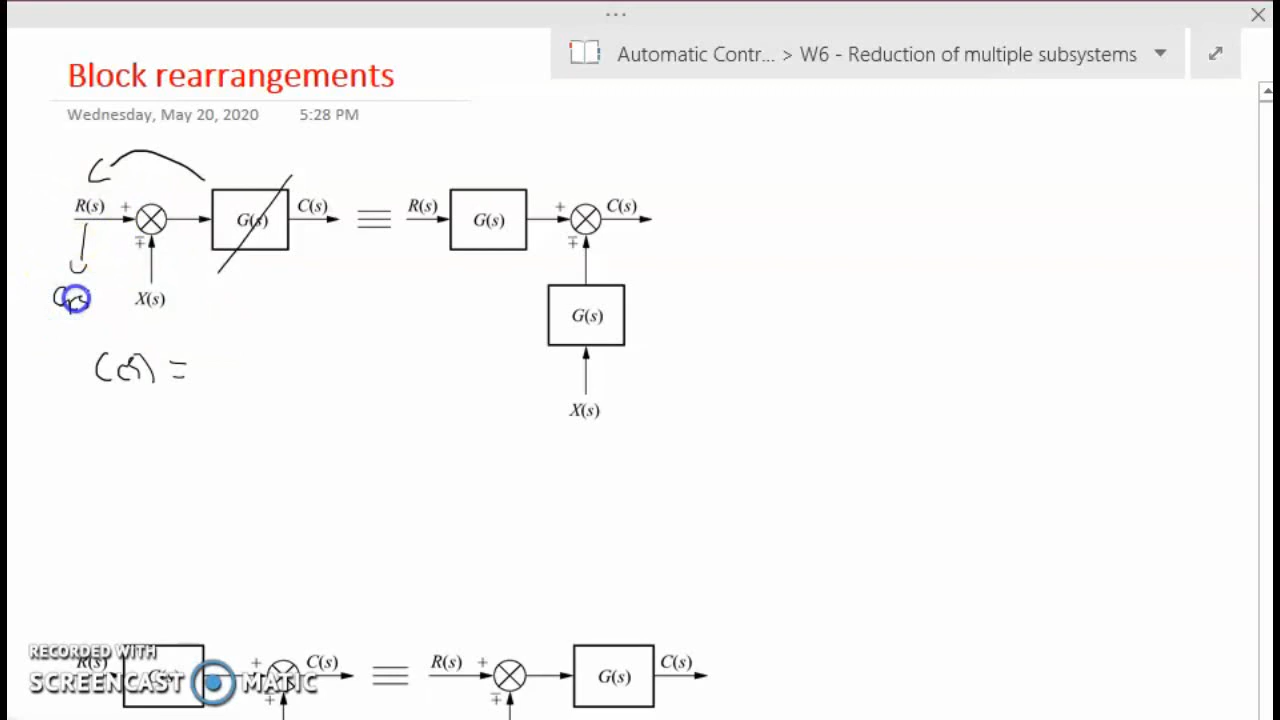 ...
Automatic Contr... > W6 - Reduction of multiple subsystems
Block rearrangements
Wednesday, May 20, 2020 5:28 PM
R(s) + G(s) C(s) ≡ R(s) G(s) + C(s)
∓ ∓
X(s) G(s)
C(s) =
X(s)
RECORDED WITH
SCREENCAST MATIC
R(s) + C(s) ≡ R(s) + G(s) C(s)
∓ ∓